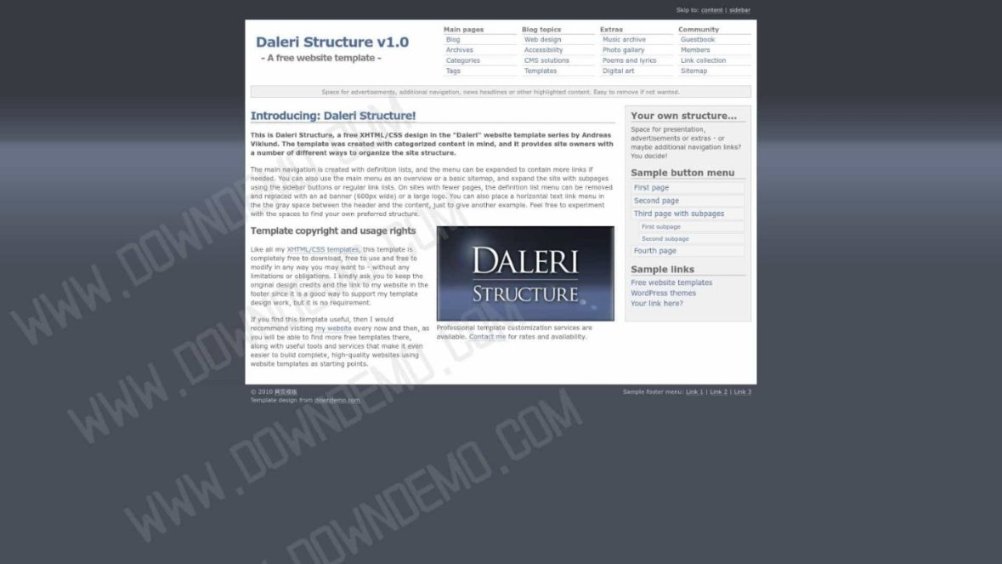 Skip to: content | sidebar
Daleri Structure v1.0
- A free website template -
Main pages
Blog
Archives
Categories
Tags
Blog topics
Web design
Accessibility
CMS solutions
Templates
Extras
Music archive
Photo gallery
Poems and lyrics
Digital art
Community
Guestbook
Members
Link collection
Sitemap
Space for advertisements, additional navigation, news headlines or other highlighted content. Easy to remove if not wanted.
Introducing: Daleri Structure!
This is Daleri Structure, a free XHTML/CSS design in the "Daleri" website template series by Andreas
Viklund. The template was created with categorized content in mind, and it provides site owners with
a number of different ways to organize the site structure.
The main navigation is created with definition lists, and the menu can be expanded to contain more links if
needed. You can also use the main menu as an overview or a basic sitemap, and expand the site with subpages
using the sidebar buttons or regular link lists. On sites with fewer pages, the definition list menu can be removed
and replaced with an ad banner (600px wide) or a large logo. You can also place a horizontal text link menu in
the the gray space between the header and the content, just to give another example. Feel free to experiment
with the spaces to find your own preferred structure.
Template copyright and usage rights
Like all my XHTML/CSS templates, this template is
completely free to download, free to use and free to
modify in any way you may want to - without any
limitations or obligations. I kindly ask you to keep the
original design credits and the link to my website in the
footer since it is a good way to support my template
design work, but it is no requirement.
If you find this template useful, then I would
recommend visiting my website every now and then, as
you will be able to find more free templates there,
along with useful tools and services that make it even
easier to build complete, high-quality websites using
website templates as starting points.
DALERI
STRUCTURE
Professional template customization services are
available. Contact me for rates and availability.
Your own structure...
Space for presentation,
advertisements or extras - or
maybe additional navigation links?
You decide!
Sample button menu
First page
Second page
Third page with subpages
First subpage
Second subpage
Fourth page
Sample links
Free website templates
WordPress themes
Your link here?
© 2010 网页模板
Template design from downdemo.com
Sample footer menu: Link 1 | Link 2 | Link 3
WWW.DOWNDEMO.COM
WWW.DOWNDEMO.COM
WWW.DOWNDEMO.COM